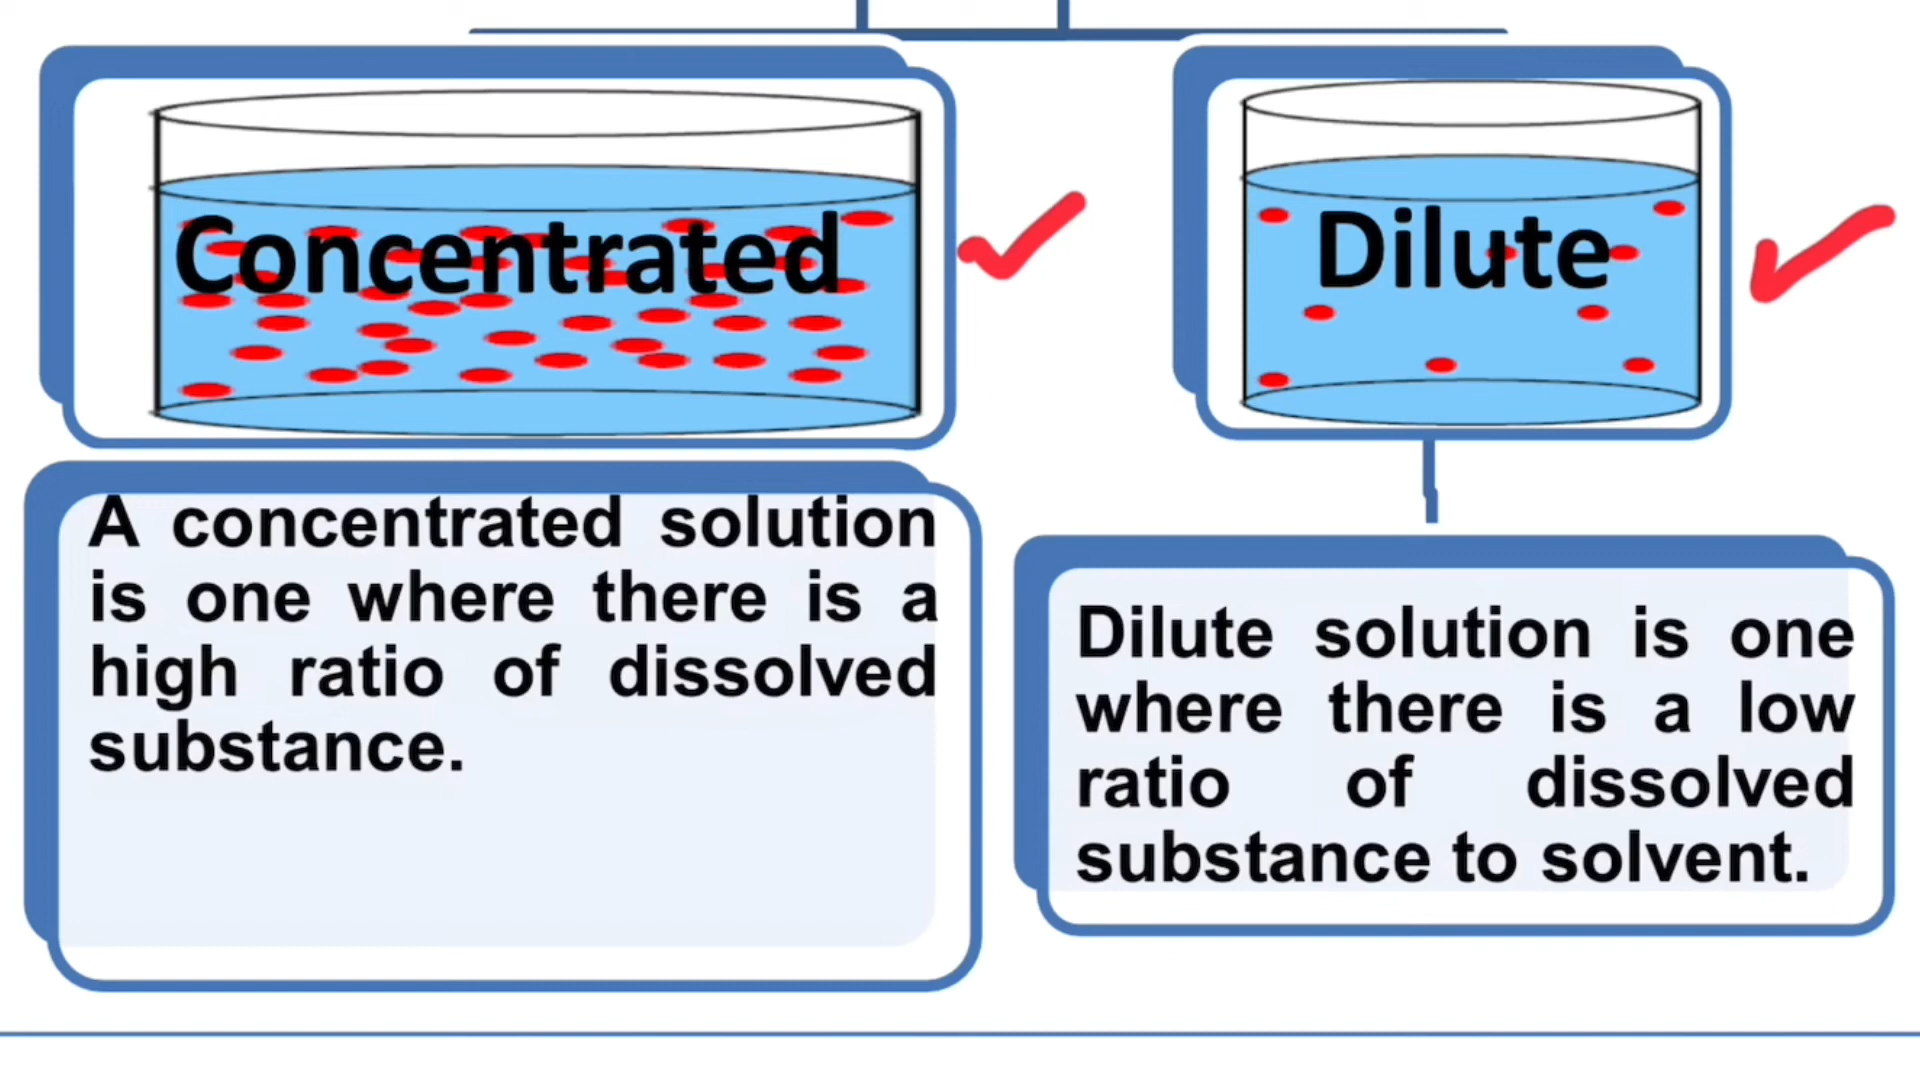 Concentrated
Dilute
A concentrated solution
is one where there is a
high ratio of dissolved
substance.
Dilute solution is one
where there is a low
ratio of dissolved
substance to solvent.